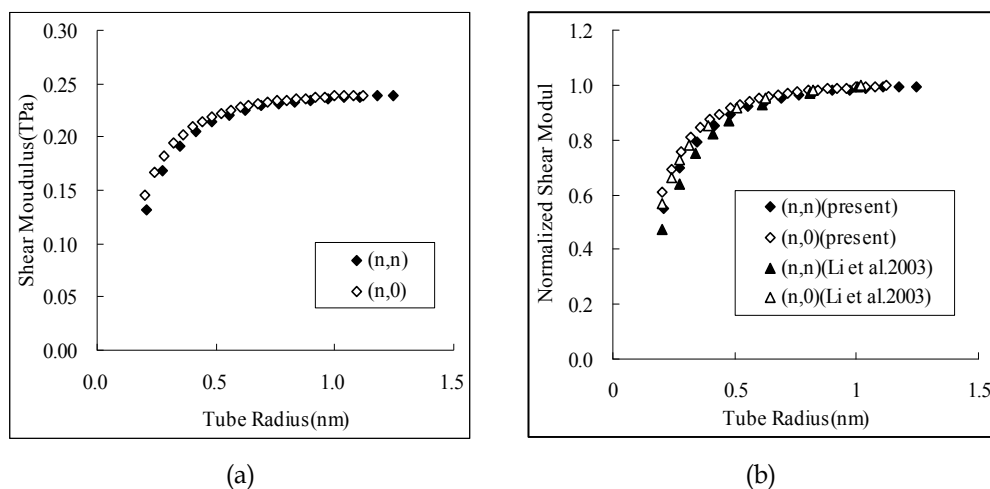 0.30
0.25
0.20
0.15
0.10
0.05
0.00
Shear Moudulus(TPa)
0.0 0.5 1.0 1.5
Tube Radius(nm)
(n,n)
(n,0)
(a)
1.2
1.0
0.8
0.6
0.4
0.2
0.0
Normalized Shear Modul
0 0.5 1 1.5
Tube Radius(nm)
(n,n)(present)
(n,0)(present)
(n,n)(Li et al.2003)
(n,0)(Li et al.2003)
(b)